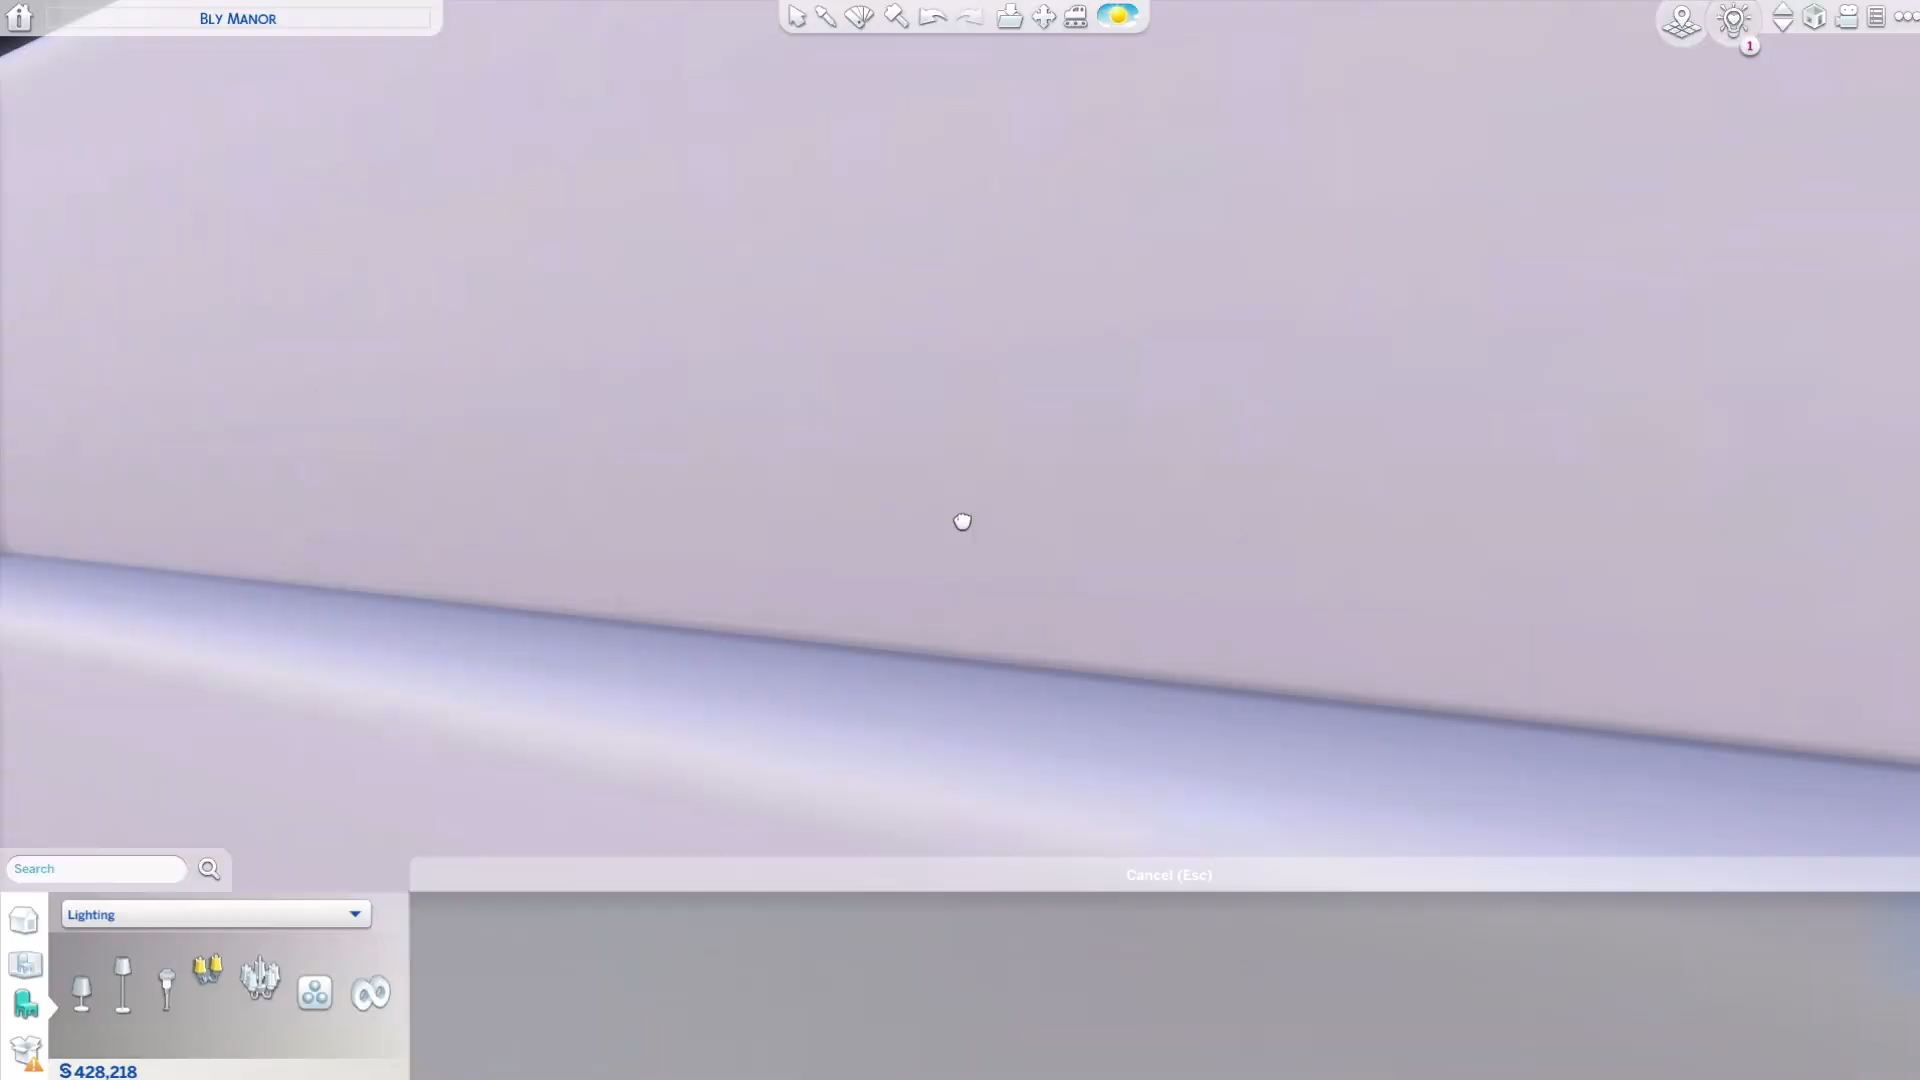 BLY MANOR
1
Cancel (Esc)
Search
Lighting
§428,218